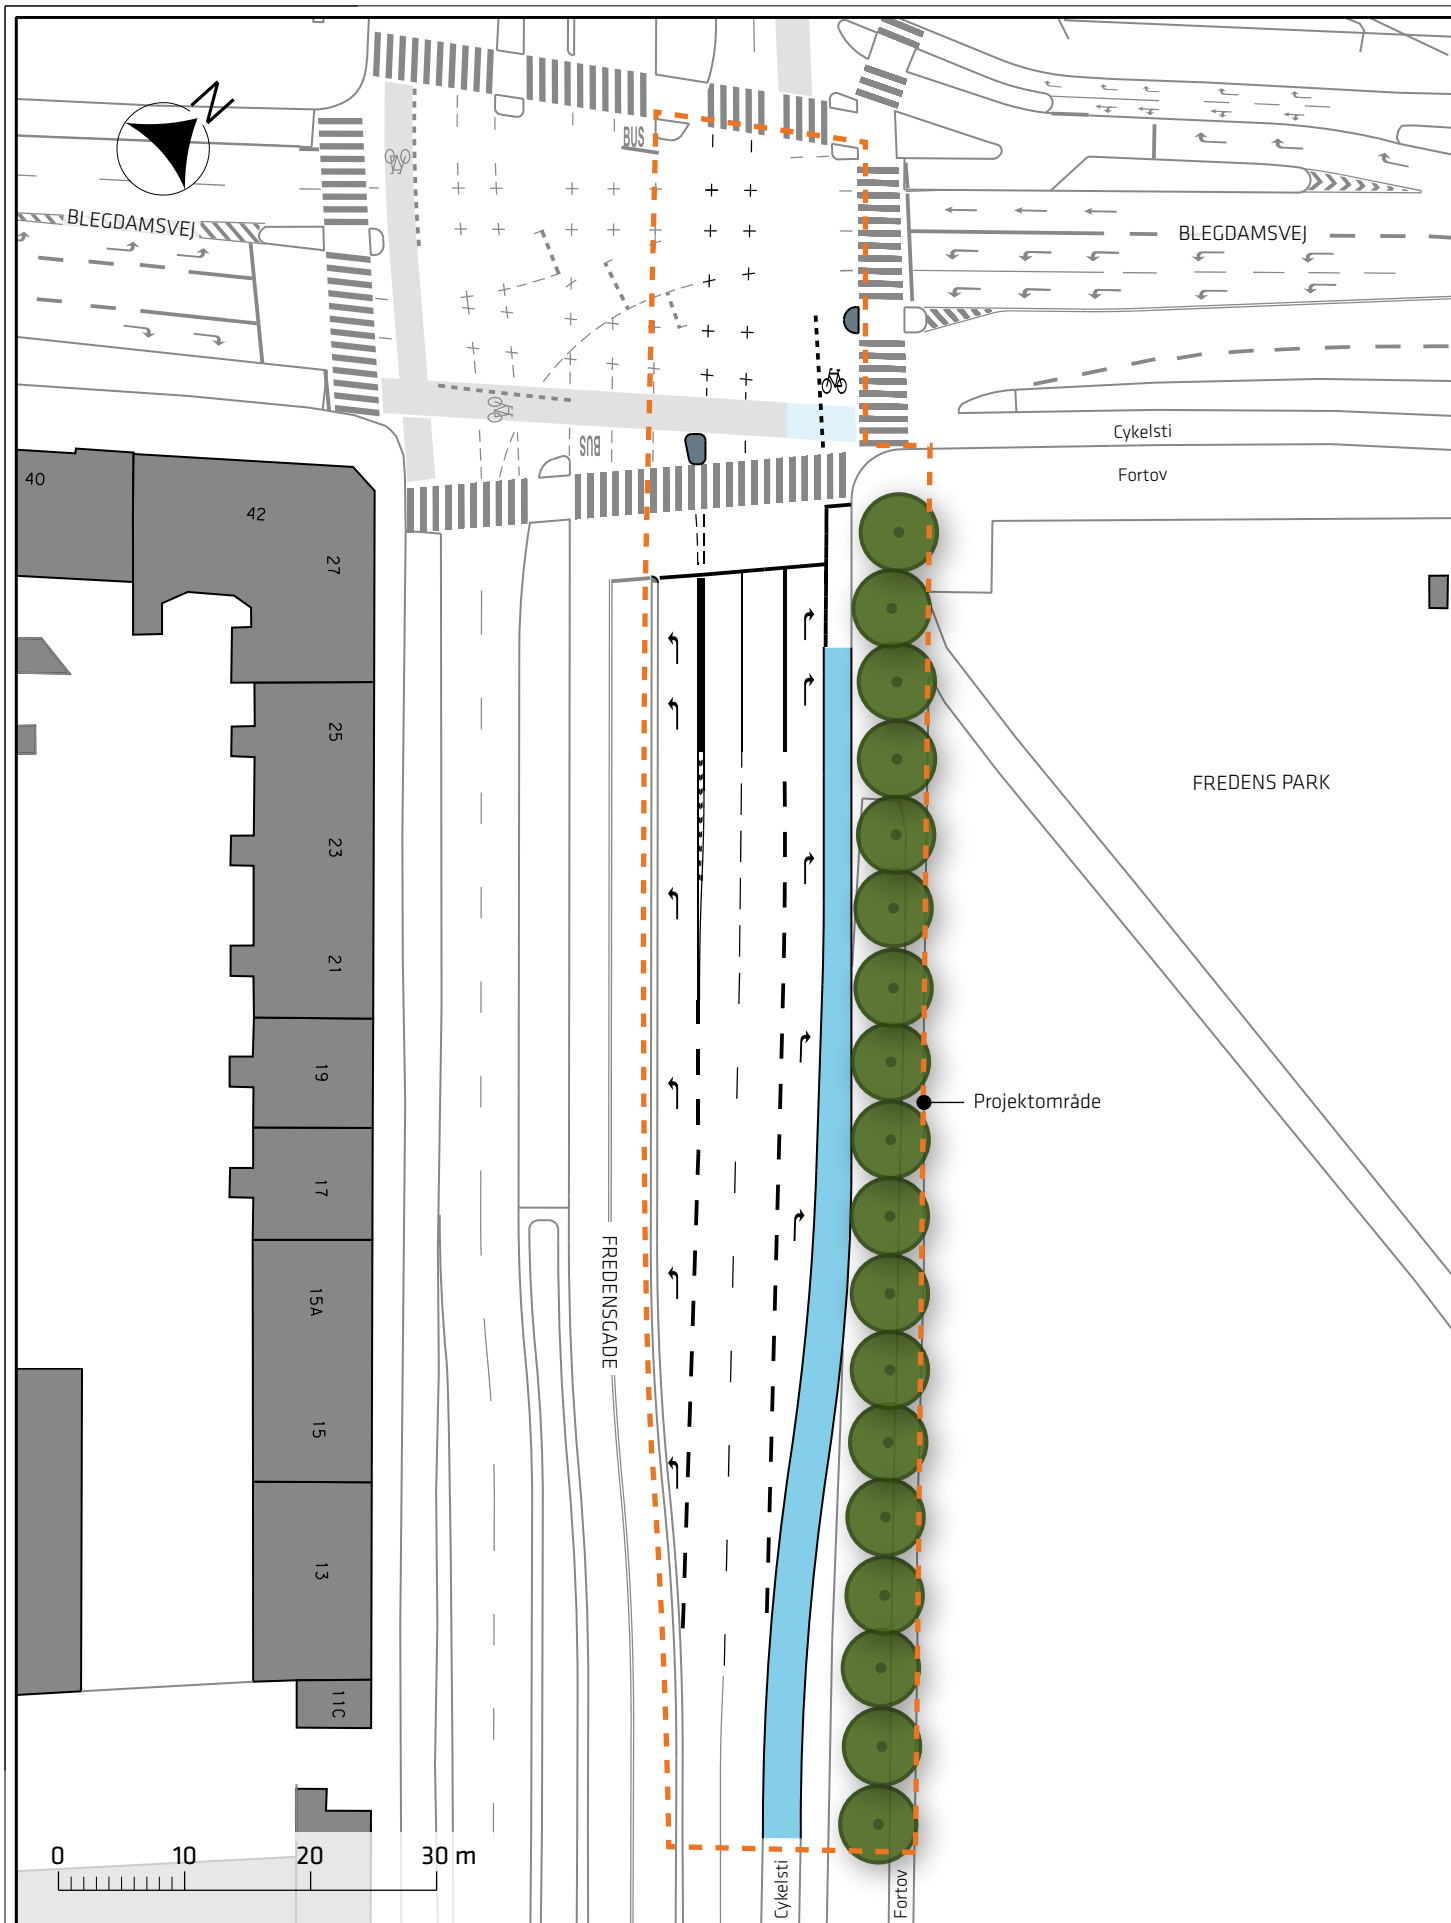 N
BUS
BLEGDAMSVEJ
BLEGDAMSVEJ
BUS
Cykelsti
Fortov
40
42
27
25
23
21
19
17
15A
15
13
11C
FREDENS PARK
Projektområde
FREDENSGADE
0 10 20 30 m
Cykelsti
Fortov